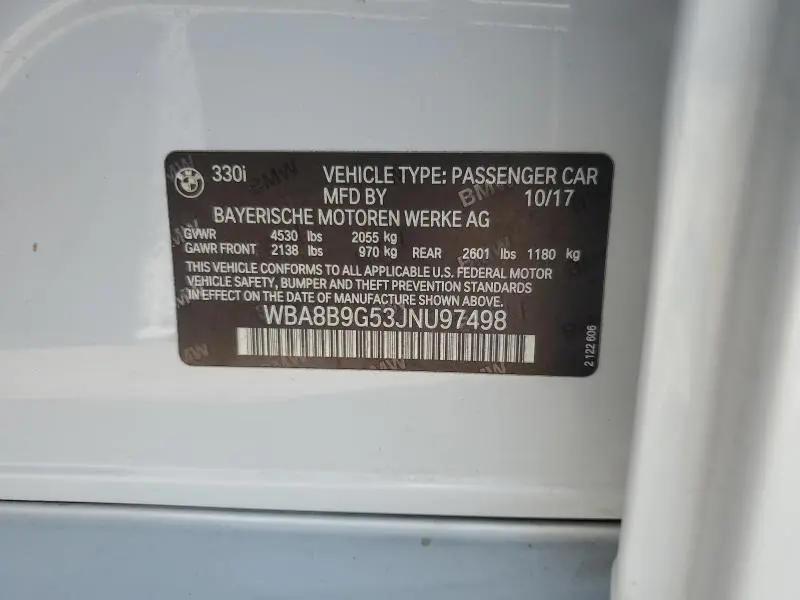 330i VEHICLE TYPE: PASSENGER CAR
MFD BY 10/17
BAYERISCHE MOTOREN WERKE AG
GVWR 4530 lbs 2055 kg
GAWR FRONT 2138 lbs 970 kg REAR 2601 lbs 1180 kg
THIS VEHICLE CONFORMS TO ALL APPLICABLE U.S. FEDERAL MOTOR
VEHICLE SAFETY, BUMPER AND THEFT PREVENTION STANDARDS
IN EFFECT ON THE DATE OF MANUFACTURE SHOWN ABOVE.
WBA8B9G53JNU97498
2 122 606